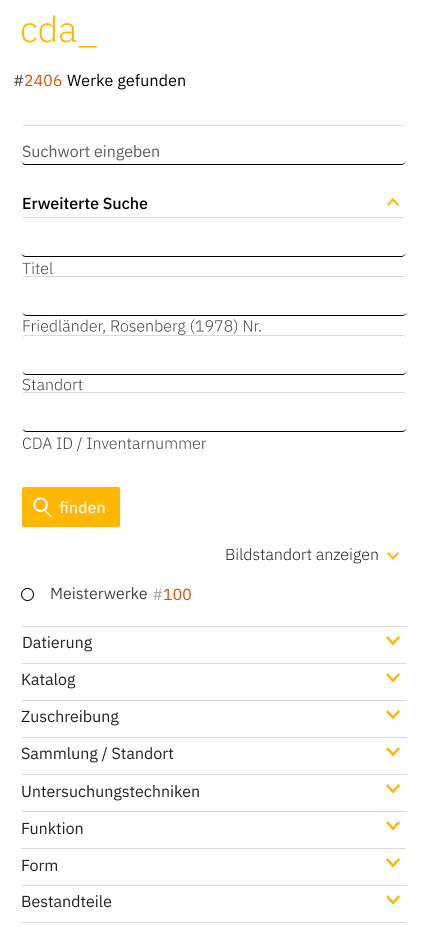 cda_
#2406 Werke gefunden
Suchwort eingeben
Erweiterte Suche
Titel
Friedländer, Rosenberg (1978) Nr.
Standort
CDA ID / Inventarnummer
finden
Bildstandort anzeigen
Meisterwerke #100
Datierung
Katalog
Zuschreibung
Sammlung / Standort
Untersuchungstechniken
Funktion
Form
Bestandteile